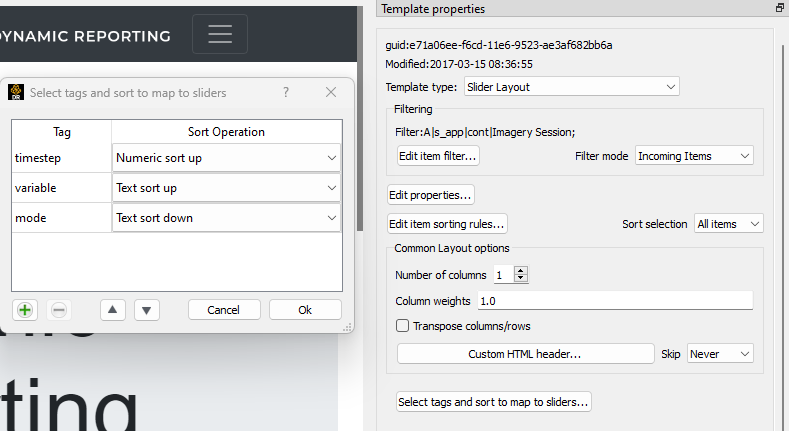 DYNAMIC REPORTING
Select tags and sort to map to sliders
Tag Sort Operation
timestep Numeric sort up
variable Text sort up
mode Text sort down
Cancel Ok
ting
Template properties
guid:e71a06ee-f6cd-11e6-9523-ae3af682bb6a
Modified:2017-03-15 08:36:55
Template type: Slider Layout
Filtering
Filter:A|s_app|cont|Imagery Session;
Edit item filter... Filter mode Incoming Items
Edit properties...
Edit item sorting rules... Sort selection All items
Common Layout options
Number of columns 1
Column weights 1.0
Transpose columns/rows
Custom HTML header... Skip Never
Select tags and sort to map to sliders...